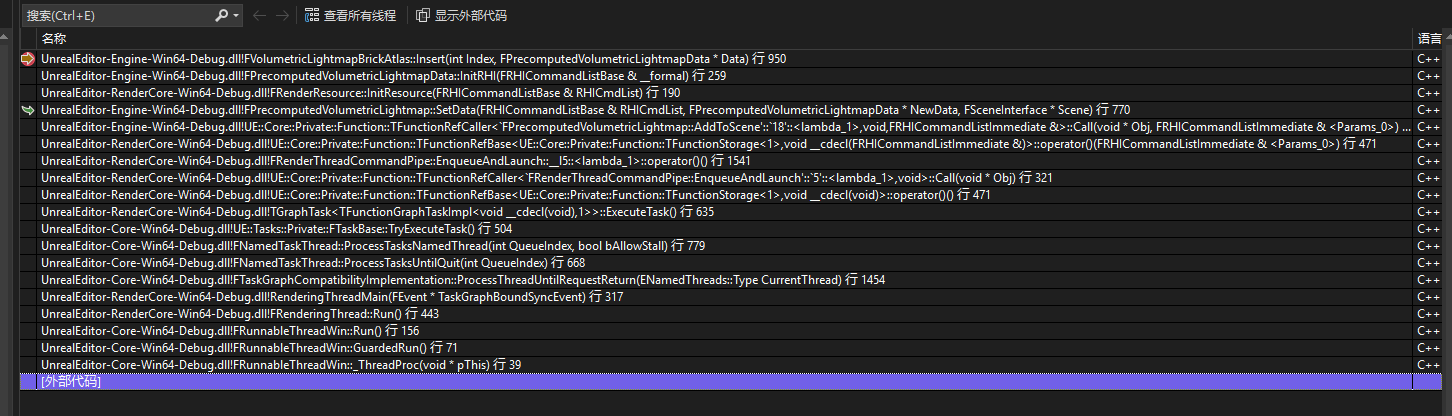 搜索(Ctrl+E) 查看所有线程 显示外部代码
名称 语言
UnrealEditor-Engine-Win64-Debug.dll!FVolumetricLightmapBrickAtlas::Insert(int Index, FPrecomputedVolumetricLightmapData * Data) 行 950 C++
UnrealEditor-Engine-Win64-Debug.dll!FPrecomputedVolumetricLightmapData::InitRHI(FRHICommandListBase & __formal) 行 259 C++
UnrealEditor-RenderCore-Win64-Debug.dll!FRenderResource::InitResource(FRHICommandListBase & RHICmdList) 行 190 C++
UnrealEditor-Engine-Win64-Debug.dll!FPrecomputedVolumetricLightmap::SetData(FRHICommandListBase & RHICmdList, FPrecomputedVolumetricLightmapData * NewData, FSceneInterface * Scene) 行 770 C++
UnrealEditor-Engine-Win64-Debug.dll!UE::Core::Private::Function::TFunctionRefCaller<`FPrecomputedVolumetricLightmap::AddToScene'::`18'::<lambda_1>,void,FRHICommandListImmediate &>::Call(void * Obj, FRHICommandListImmediate & <Params_0>) ... C++
UnrealEditor-RenderCore-Win64-Debug.dll!UE::Core::Private::Function::TFunctionRefBase<UE::Core::Private::Function::TFunctionStorage<1>,void __cdecl(FRHICommandListImmediate &)>::operator()(FRHICommandListImmediate & <Params_0>) 行 471 C++
UnrealEditor-RenderCore-Win64-Debug.dll!FRenderThreadCommandPipe::EnqueueAndLaunch::__l5::<lambda_1>::operator()() 行 1541 C++
UnrealEditor-RenderCore-Win64-Debug.dll!UE::Core::Private::Function::TFunctionRefCaller<`FRenderThreadCommandPipe::EnqueueAndLaunch'::`5'::<lambda_1>,void>::Call(void * Obj) 行 321 C++
UnrealEditor-RenderCore-Win64-Debug.dll!UE::Core::Private::Function::TFunctionRefBase<UE::Core::Private::Function::TFunctionStorage<1>,void __cdecl(void)>::operator()() 行 471 C++
UnrealEditor-RenderCore-Win64-Debug.dll!TGraphTask<TFunctionGraphTaskImpl<void __cdecl(void),1>>::ExecuteTask() 行 635 C++
UnrealEditor-Core-Win64-Debug.dll!UE::Tasks::Private::FTaskBase::TryExecuteTask() 行 504 C++
UnrealEditor-Core-Win64-Debug.dll!FNamedTaskThread::ProcessTasksNamedThread(int QueueIndex, bool bAllowStall) 行 779 C++
UnrealEditor-Core-Win64-Debug.dll!FNamedTaskThread::ProcessTasksUntilQuit(int QueueIndex) 行 668 C++
UnrealEditor-Core-Win64-Debug.dll!FTaskGraphCompatibilityImplementation::ProcessThreadUntilRequestReturn(ENamedThreads::Type CurrentThread) 行 1454 C++
UnrealEditor-RenderCore-Win64-Debug.dll!RenderingThreadMain(FEvent * TaskGraphBoundSyncEvent) 行 317 C++
UnrealEditor-RenderCore-Win64-Debug.dll!FRenderingThread::Run() 行 443 C++
UnrealEditor-Core-Win64-Debug.dll!FRunnableThreadWin::Run() 行 156 C++
UnrealEditor-Core-Win64-Debug.dll!FRunnableThreadWin::GuardedRun() 行 71 C++
UnrealEditor-Core-Win64-Debug.dll!FRunnableThreadWin::_ThreadProc(void * pThis) 行 39 C++
[外部代码]